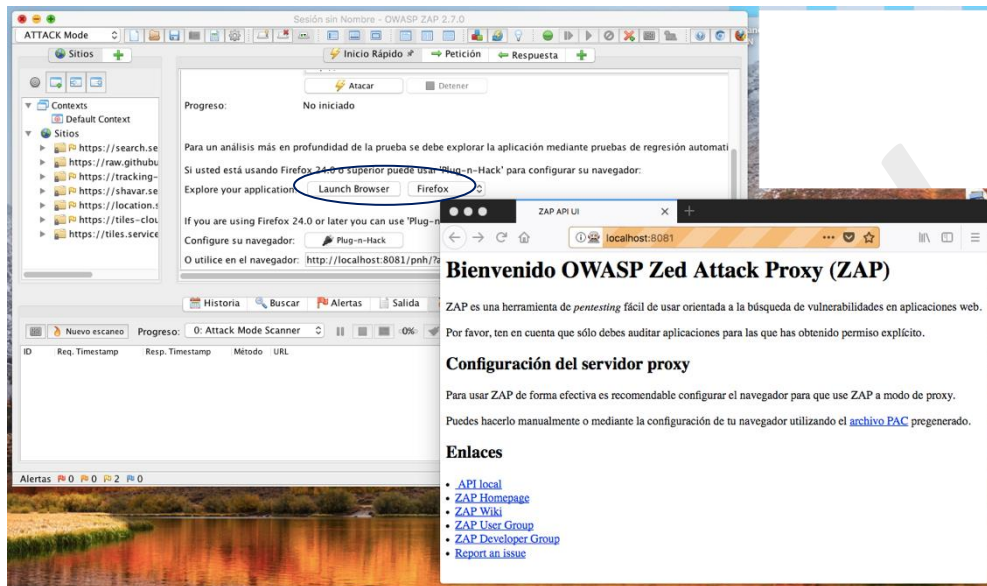 Sesión sin Nombre - OWASP ZAP 2.7.0
ATTACK Mode
Sitios
Inicio Rápido
Petición
Respuesta
Atacar
Detener
Contexts
Default Context
Sitios
https://search.se
https://raw.githubu
https://tracking-
https://shavar.se
https://location.s
https://tiles-clou
https://tiles.service
Progreso: No iniciado
Para un análisis más en profundidad de la prueba se debe explorar la aplicación mediante pruebas de regresión automati
Si usted está usando Firefox 24.0 o superior puede usar 'Plug-n-Hack' para configurar su navegador:
Explore your application: Launch Browser Firefox
If you are using Firefox 24.0 or later you can use 'Plug-n
Configure su navegador: Plug-n-Hack
O utilice en el navegador: http://localhost:8081/pnh/?a
Historia Buscar Alertas Salida
Nuevo escaneo Progreso: 0: Attack Mode Scanner 0%
ID Req. Timestamp Resp. Timestamp Método URL
Alertas 0 0 2 0
ZAP API UI
localhost:8081
Bienvenido OWASP Zed Attack Proxy (ZAP)
ZAP es una herramienta de pentesting fácil de usar orientada a la búsqueda de vulnerabilidades en aplicaciones web.
Por favor, ten en cuenta que sólo debes auditar aplicaciones para las que has obtenido permiso explícito.
Configuración del servidor proxy
Para usar ZAP de forma efectiva es recomendable configurar el navegador para que use ZAP a modo de proxy.
Puedes hacerlo manualmente o mediante la configuración de tu navegador utilizando el archivo PAC pregenerado.
Enlaces
API local
ZAP Homepage
ZAP Wiki
ZAP User Group
ZAP Developer Group
Report an issue